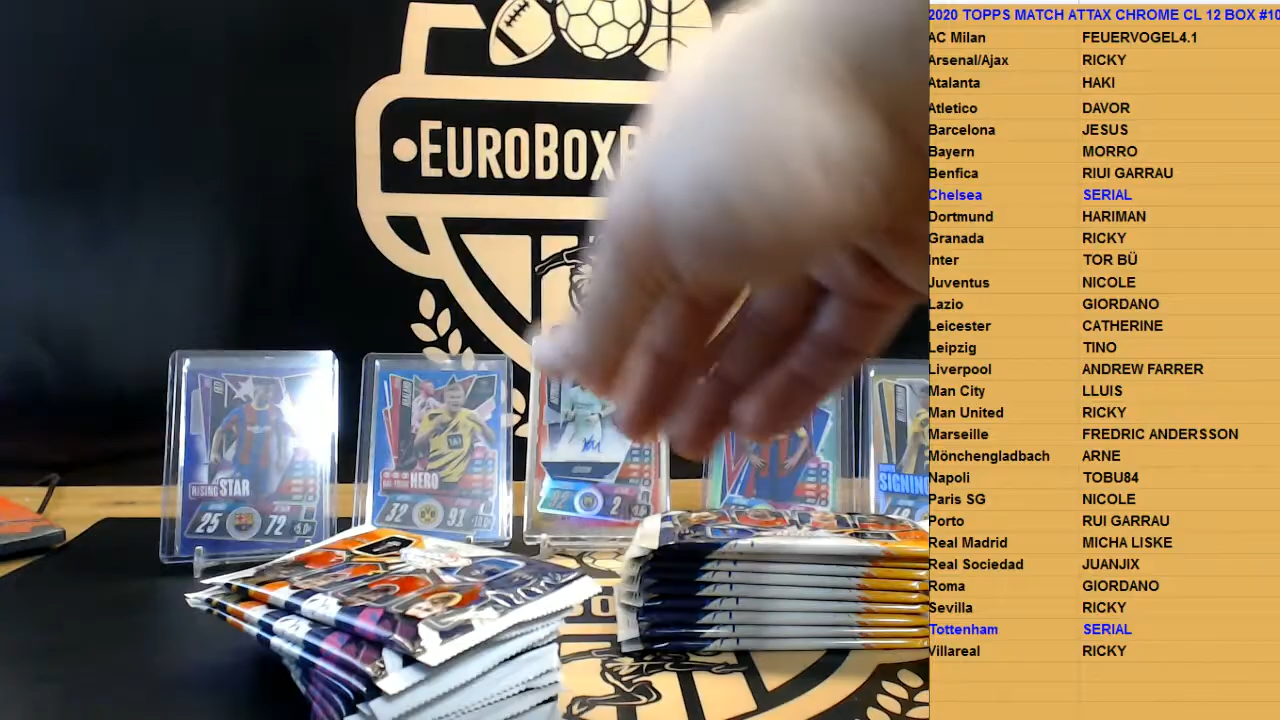 2020 TOPPS MATCH ATTAX CHROME CL 12 BOX #10
AC Milan FEUERVOGEL4.1
Arsenal/Ajax RICKY
Atalanta HAKI
Atletico DAVOR
Barcelona JESUS
Bayern MORRO
Benfica RIUI GARRAU
Chelsea SERIAL
Dortmund HARIMAN
Granada RICKY
Inter TOR BÜ
Juventus NICOLE
Lazio GIORDANO
Leicester CATHERINE
Leipzig TINO
Liverpool ANDREW FARRER
Man City LLUIS
Man United RICKY
Marseille FREDRIC ANDERSSON
Mönchengladbach ARNE
Napoli TOBU84
Paris SG NICOLE
Porto RUI GARRAU
Real Madrid MICHA LISKE
Real Sociedad JUANJIX
Roma GIORDANO
Sevilla RICKY
Tottenham SERIAL
Villareal RICKY
EUROBOX
RISING STAR
25 72
HERO
32 91
92 2
SIGNING